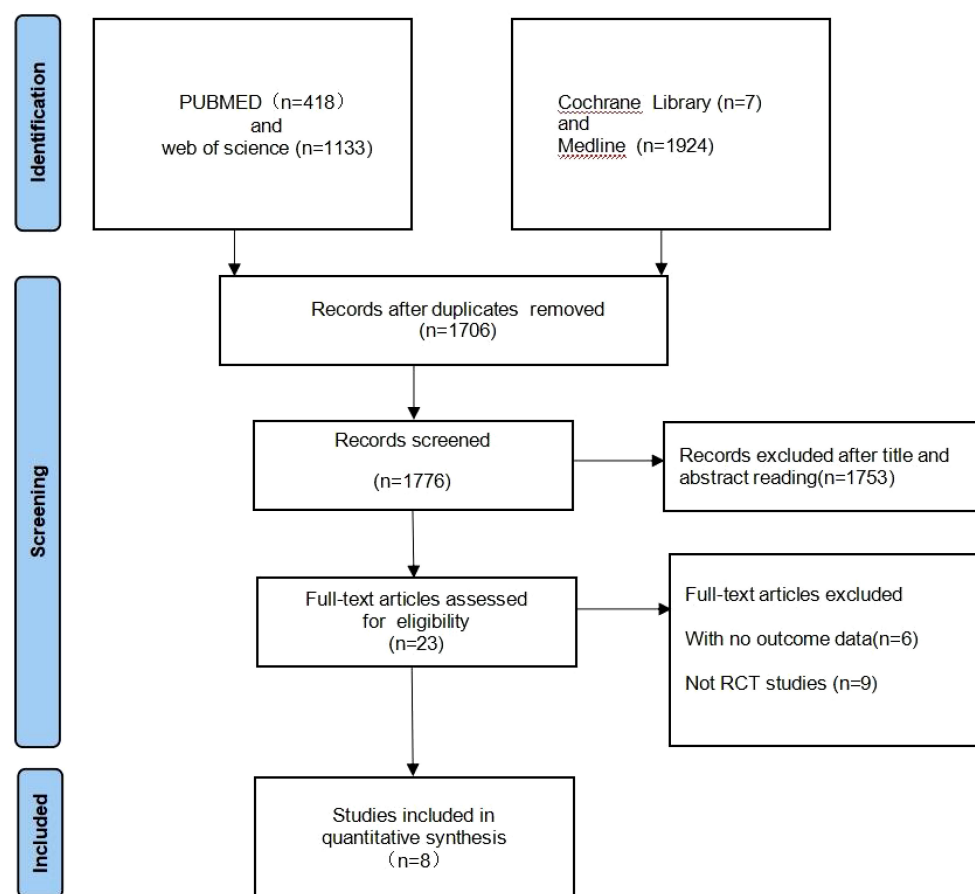 Identification
PUBMED（n=418）
and
web of science (n=1133)
Cochrane Library (n=7)
and
Medline (n=1924)
Screening
Records after duplicates removed
(n=1706)
Records screened
(n=1776)
Records excluded after title and
abstract reading(n=1753)
Full-text articles assessed
for eligibility
(n=23)
Full-text articles excluded
With no outcome data(n=6)
Not RCT studies (n=9)
Included
Studies included in
quantitative synthesis
（n=8）